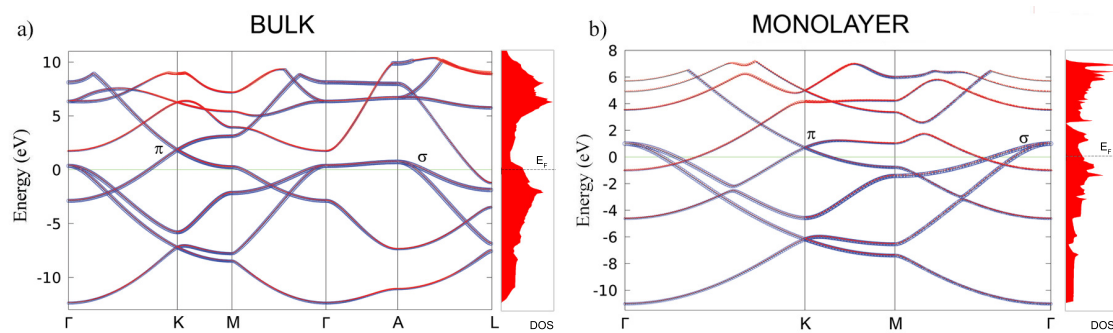 BULK
MONOLAYER
a)
b)
Energy (eV)
10
5
0
-5
-10
π
σ
E_F
Γ
K
M
Γ
A
L
DOS
Energy (eV)
8
6
4
2
0
-2
-4
-6
-8
-10
π
σ
E_F
Γ
K
M
Γ
DOS